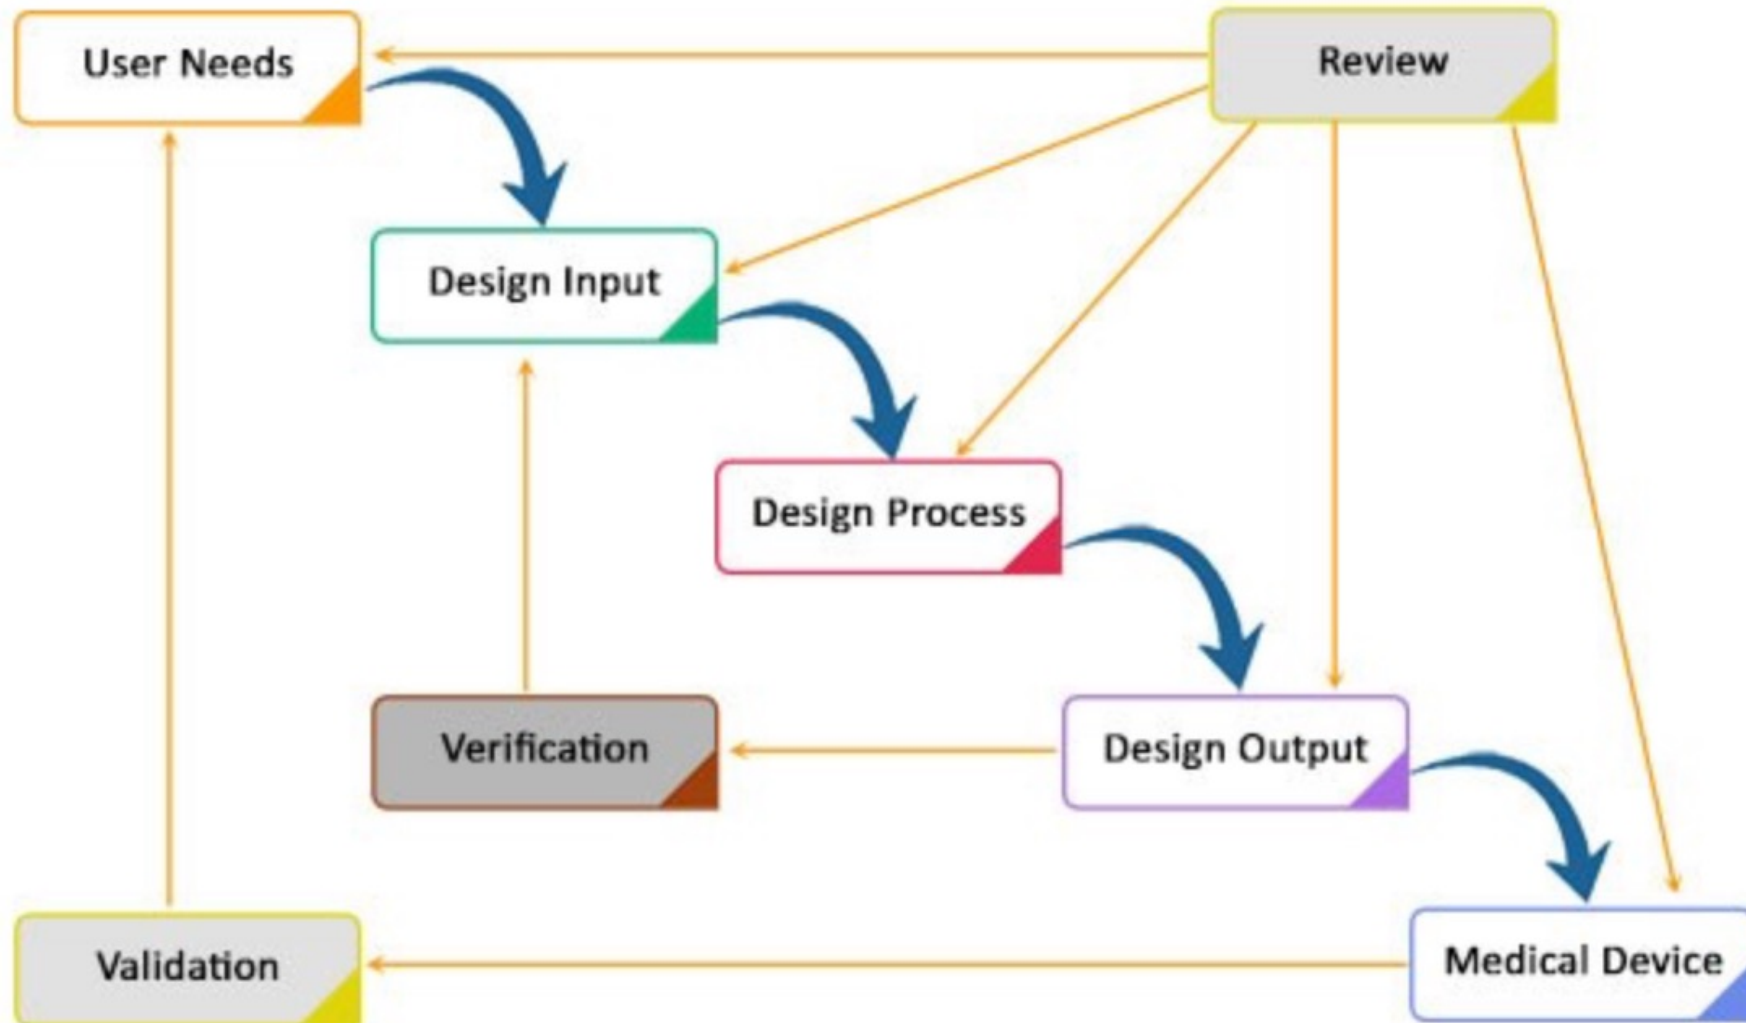 User Needs
Review
Design Input
Design Process
Verification
Design Output
Validation
Medical Device